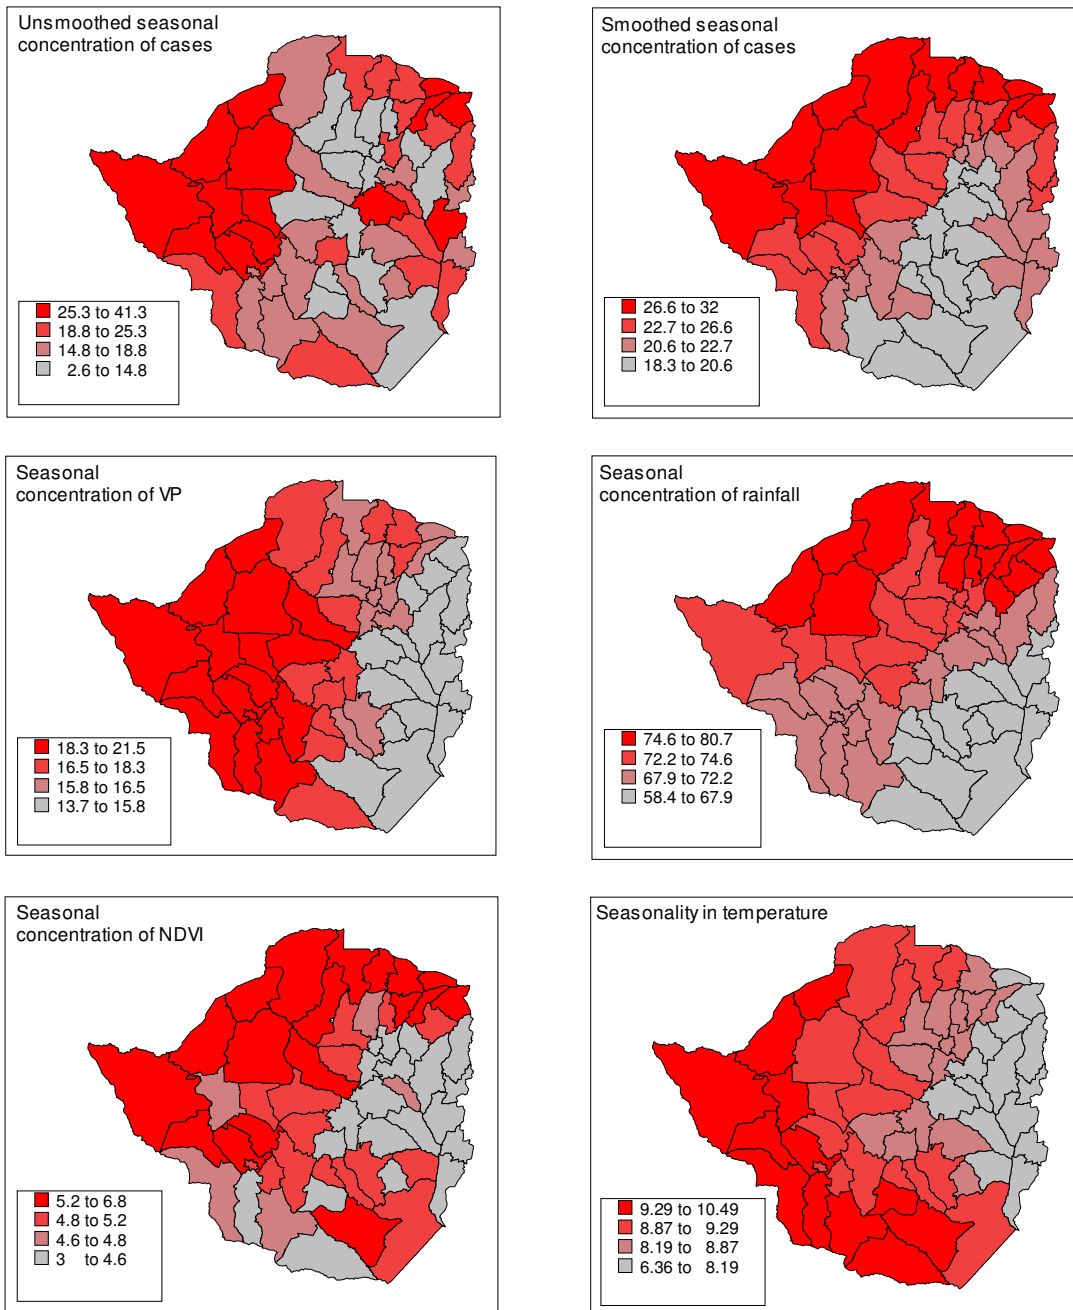 Unsmoothed seasonal
concentration of cases
25.3 to 41.3
18.8 to 25.3
14.8 to 18.8
2.6 to 14.8
Smoothed seasonal
concentration of cases
26.6 to 32
22.7 to 26.6
20.6 to 22.7
18.3 to 20.6
Seasonal
concentration of VP
18.3 to 21.5
16.5 to 18.3
15.8 to 16.5
13.7 to 15.8
Seasonal
concentration of rainfall
74.6 to 80.7
72.2 to 74.6
67.9 to 72.2
58.4 to 67.9
Seasonal
concentration of NDVI
5.2 to 6.8
4.8 to 5.2
4.6 to 4.8
3 to 4.6
Seasonality in temperature
9.29 to 10.49
8.87 to 9.29
8.19 to 8.87
6.36 to 8.19